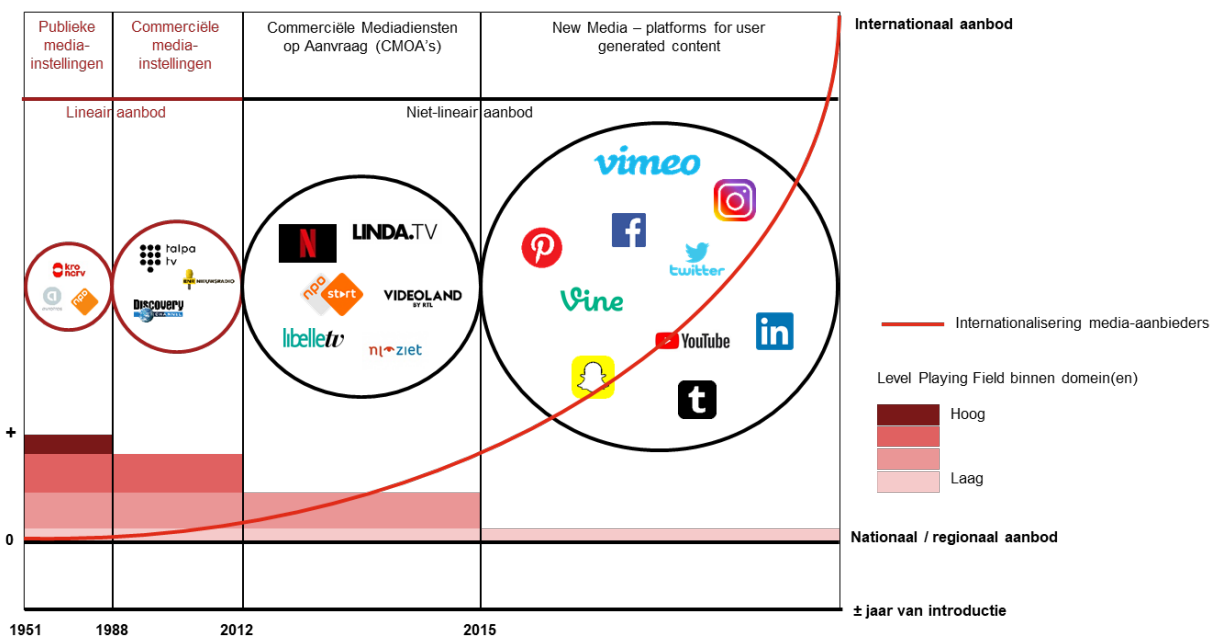 Publieke
media-
instellingen
Commerciële
media-
instellingen
Commerciële Mediadiensten
op Aanvraag (CMOA's)
New Media – platforms for user
generated content
Internationaal aanbod
Lineair aanbod
Niet-lineair aanbod
vimeo
LINDA.TV
N
talpa
tv
kro
ncrv
BNR NIEUWSRADIO
a
avrotros
npo
Discovery
CHANNEL
npo
start
VIDEOLAND
BY RTL
libelletv
nlziet
twitter
Vine
YouTube
in
t
Internationalisering media-aanbieders
Level Playing Field binnen domein(en)
Hoog
Laag
+
0
Nationaal / regionaal aanbod
± jaar van introductie
1951
1988
2012
2015